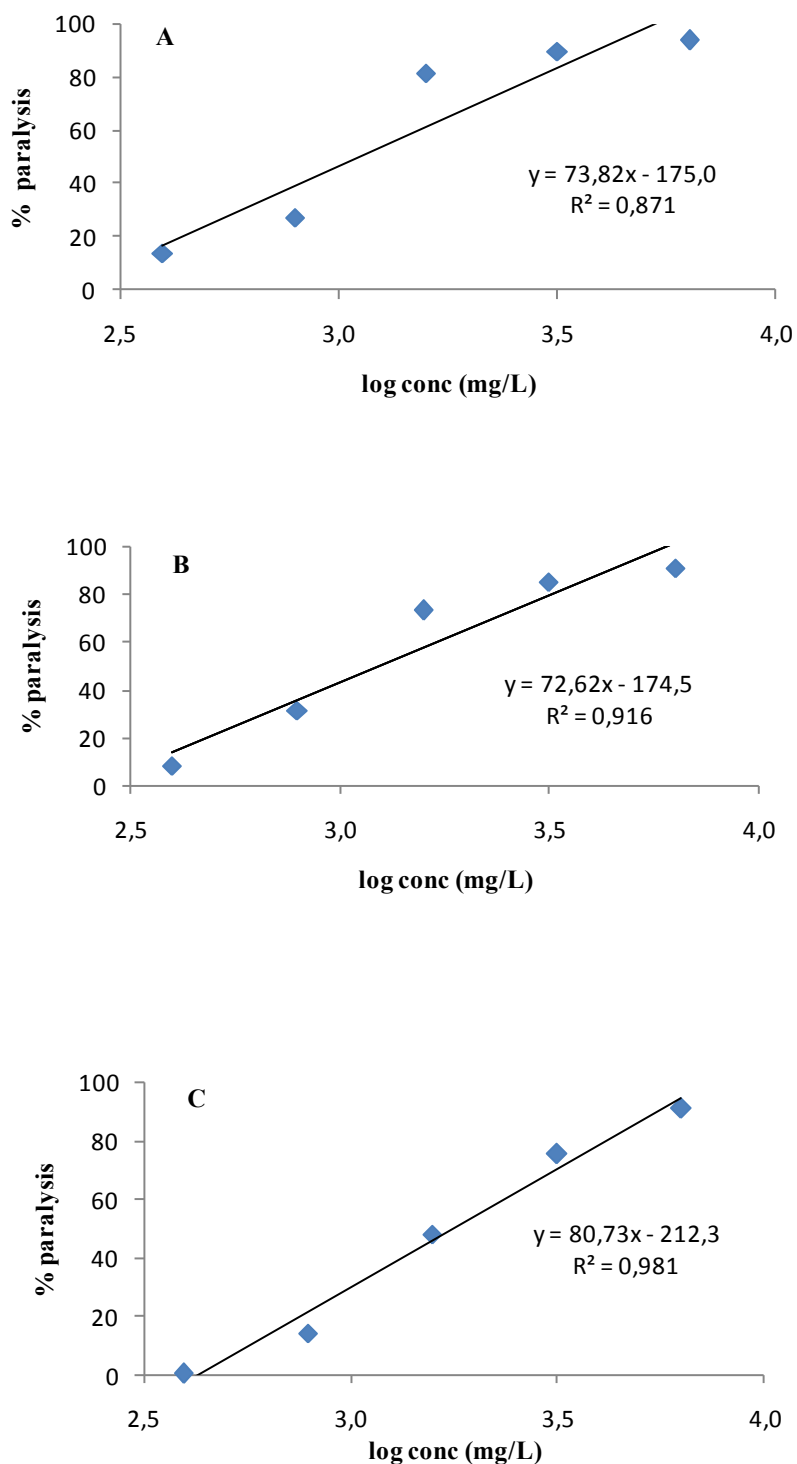 A
% paralysis
100
80
60
40
20
0
y = 73,82x - 175,0
R² = 0,871
2,5 3,0 3,5 4,0
log conc (mg/L)
B
% paralysis
100
80
60
40
20
0
y = 72,62x - 174,5
R² = 0,916
2,5 3,0 3,5 4,0
log conc (mg/L)
C
% paralysis
100
80
60
40
20
0
y = 80,73x - 212,3
R² = 0,981
2,5 3,0 3,5 4,0
log conc (mg/L)